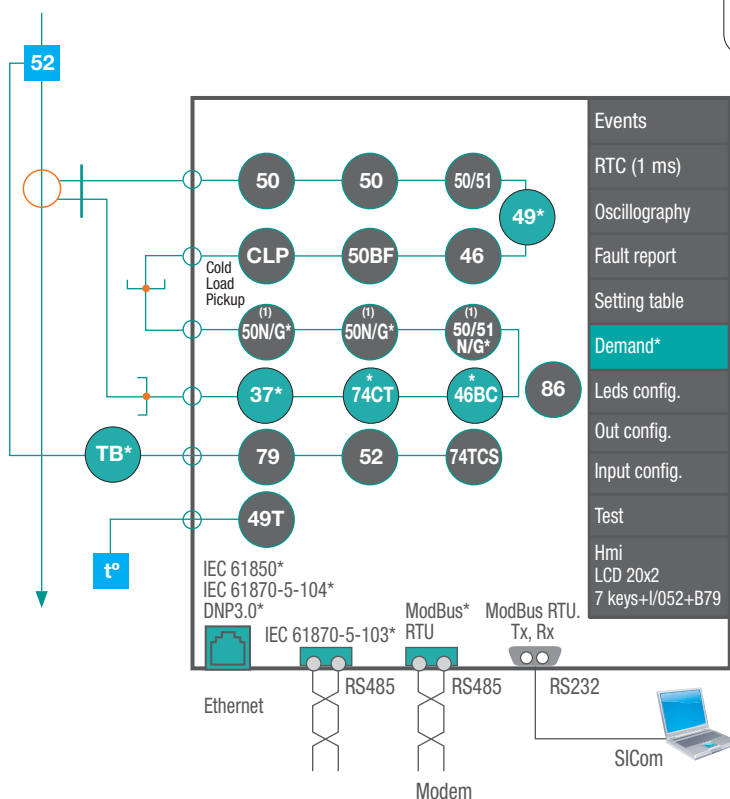 52
Events
RTC (1 ms)
Oscillography
Fault report
Setting table
Demand*
Leds config.
Out config.
Input config.
Test
Hmi
LCD 20x2
7 keys+I/052+B79
50
50
50/51
49*
CLP
50BF
46
Cold
Load
Pickup
(1)
50N/G*
(1)
50N/G*
(1)
50/51
N/G*
37*
*
74CT
*
46BC
86
TB*
79
52
74TCS
49T
tº
IEC 61850*
IEC 61870-5-104*
DNP3.0*
IEC 61870-5-103*
ModBus*
RTU
ModBus RTU.
Tx, Rx
Ethernet
RS485
RS485
RS232
SICom
Modem